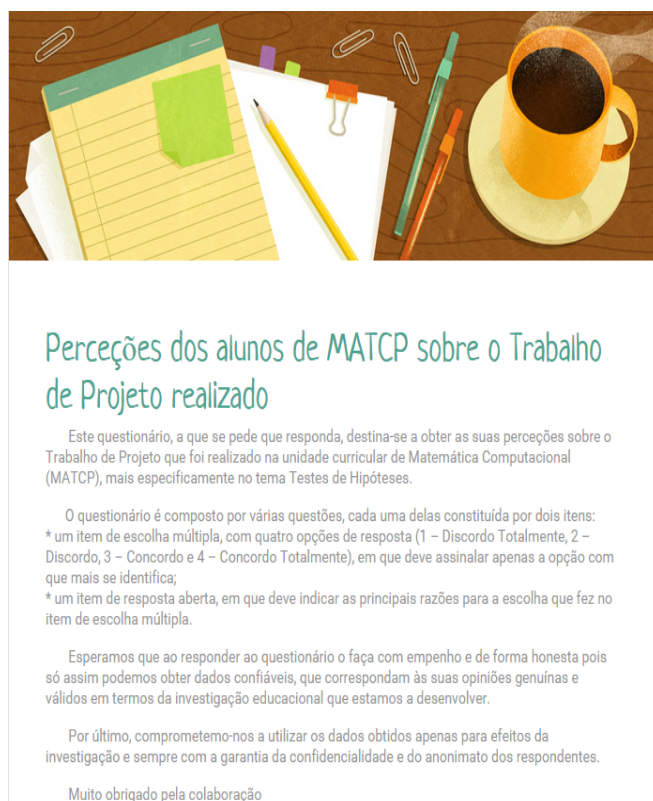 Perceções dos alunos de MATCP sobre o Trabalho
de Projeto realizado
Este questionário, a que se pede que responda, destina-se a obter as suas perceções sobre o
Trabalho de Projeto que foi realizado na unidade curricular de Matemática Computacional
(MATCP), mais especificamente no tema Testes de Hipóteses.
O questionário é composto por várias questões, cada uma delas constituída por dois itens:
* um item de escolha múltipla, com quatro opções de resposta (1 – Discordo Totalmente, 2 –
Discordo, 3 – Concordo e 4 – Concordo Totalmente), em que deve assinalar apenas a opção com
que mais se identifica;
* um item de resposta aberta, em que deve indicar as principais razões para a escolha que fez no
item de escolha múltipla.
Esperamos que ao responder ao questionário o faça com empenho e de forma honesta pois
só assim podemos obter dados confiáveis, que correspondam às suas opiniões genuínas e
válidos em termos da investigação educacional que estamos a desenvolver.
Por último, comprometemo-nos a utilizar os dados obtidos apenas para efeitos da
investigação e sempre com a garantia da confidencialidade e do anonimato dos respondentes.
Muito obrigado pela colaboração